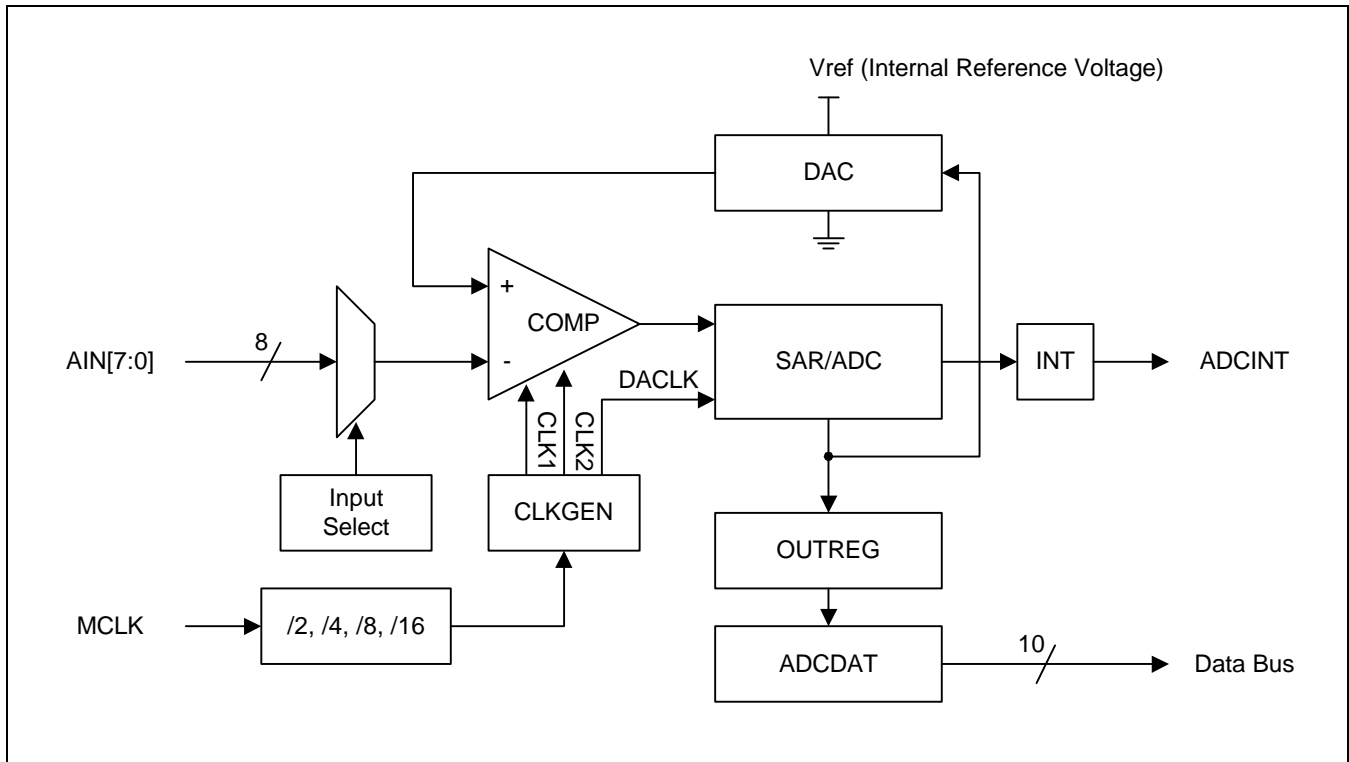 Vref (Internal Reference Voltage)
DAC
+
COMP
-
AIN[7:0]
8
SAR/ADC
INT
ADCINT
DACLK
CLK1
CLK2
Input
Select
CLKGEN
OUTREG
MCLK
/2, /4, /8, /16
ADCDAT
10
Data Bus